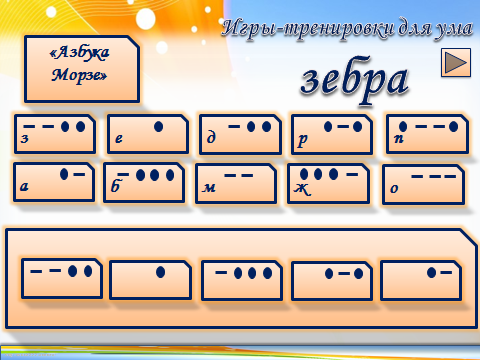 Игры-тренировки для ума
«Азбука
Морзе»
зебра
з е д р п
а б м ж о